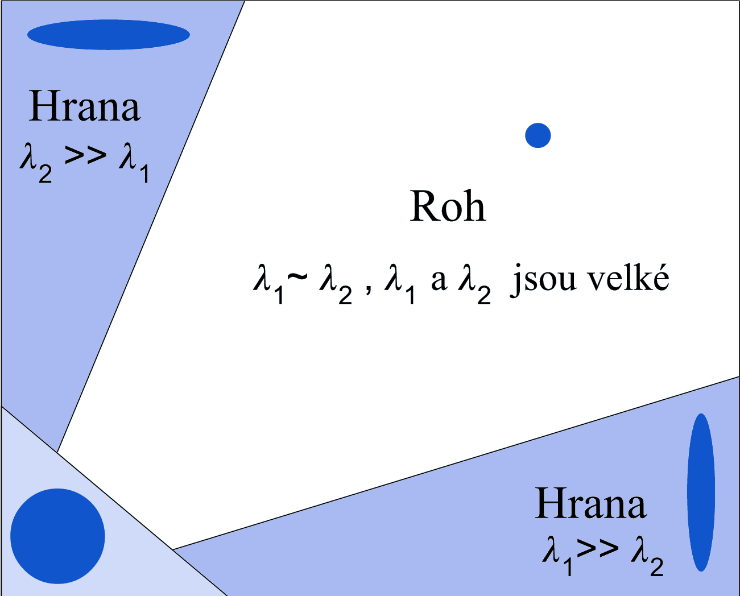 Hrana
λ₂ >> λ₁
Roh
λ₁~ λ₂ , λ₁ a λ₂ jsou velké
Hrana
λ₁>> λ₂